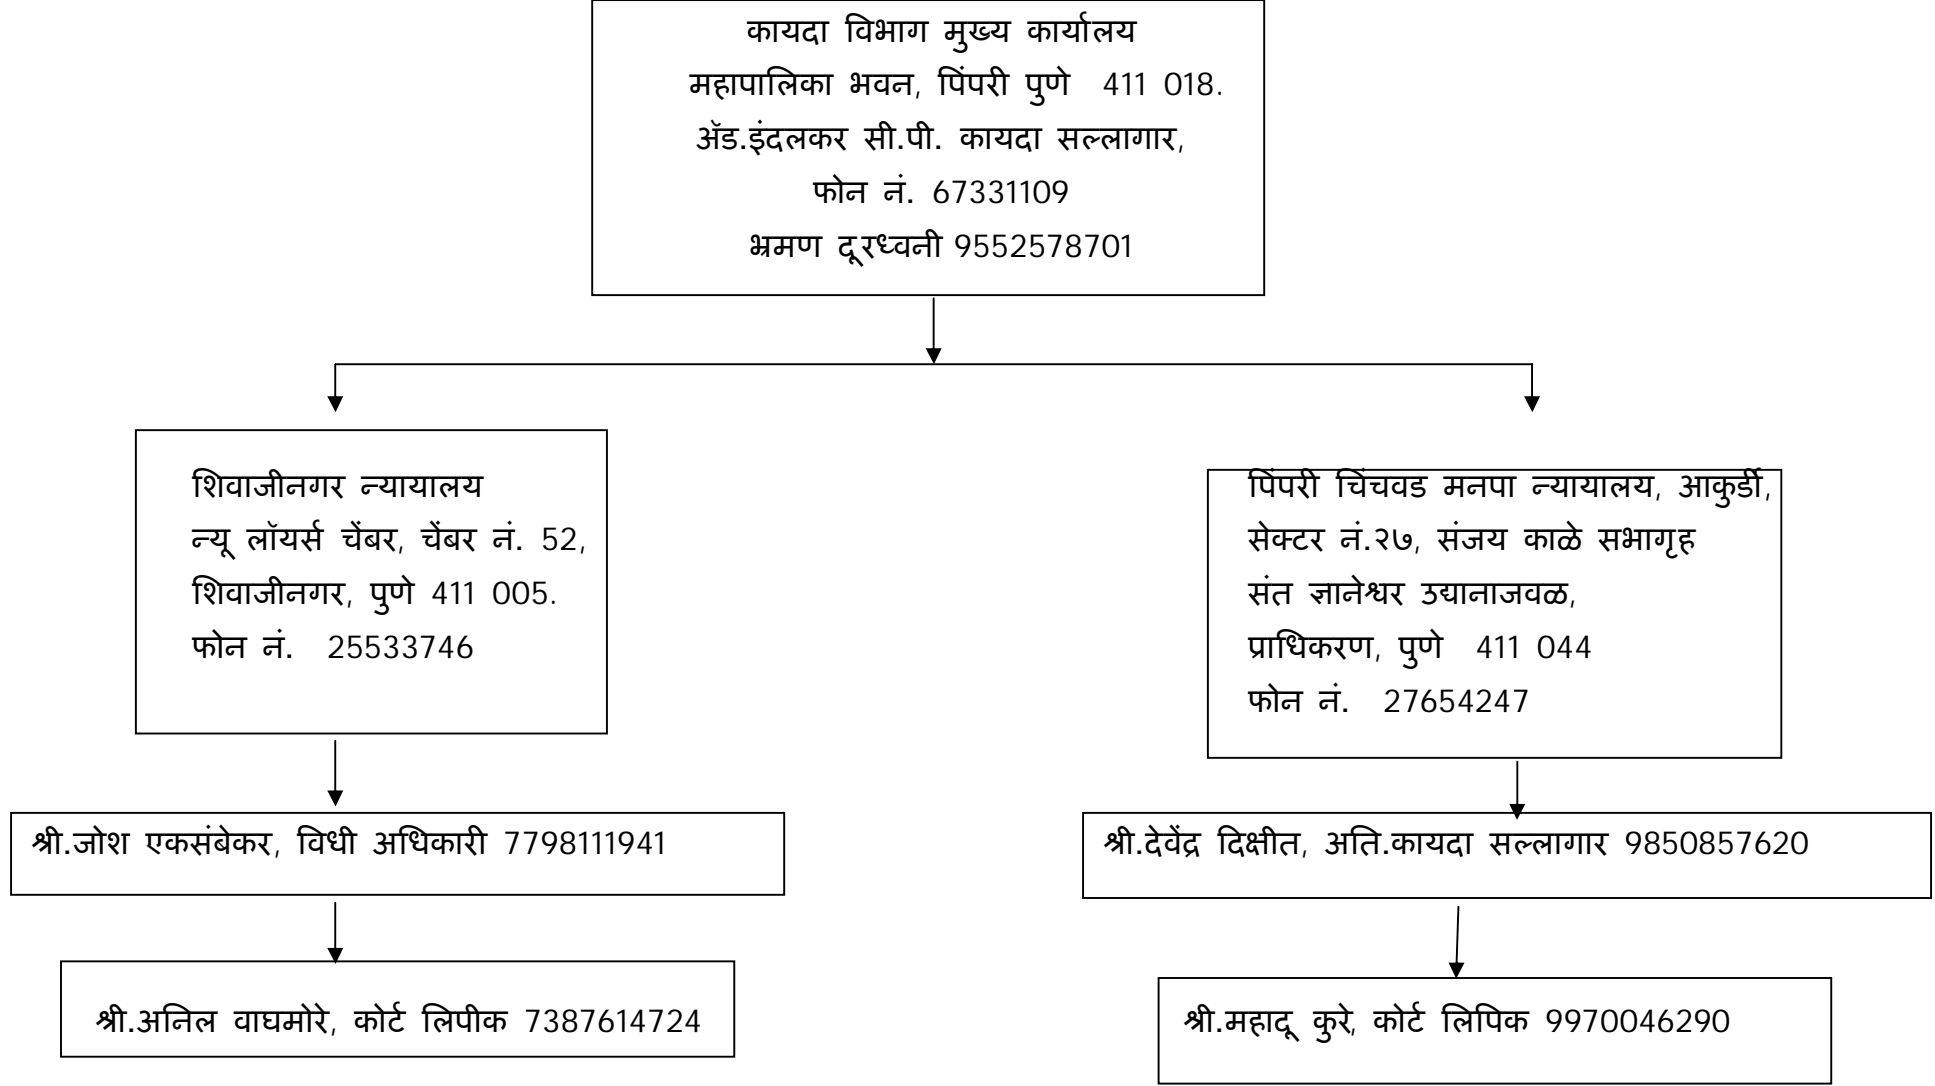 कायदा विभाग मुख्य कार्यालय
महापालिका भवन, पिंपरी पुणे 411 018.
ॲड.इंदलकर सी.पी. कायदा सल्लागार,
फोन नं. 67331109
भ्रमण दूरध्वनी 9552578701
शिवाजीनगर न्यायालय
न्यू लॉयर्स चेंबर, चेंबर नं. 52,
शिवाजीनगर, पुणे 411 005.
फोन नं. 25533746
पिंपरी चिंचवड मनपा न्यायालय, आकुर्डी,
सेक्टर नं.२७, संजय काळे सभागृह
संत ज्ञानेश्वर उद्यानाजवळ,
प्राधिकरण, पुणे 411 044
फोन नं. 27654247
श्री.जोश एकसंबेकर, विधी अधिकारी 7798111941
श्री.देवेंद्र दिक्षीत, अति.कायदा सल्लागार 9850857620
श्री.अनिल वाघमोरे, कोर्ट लिपीक 7387614724
श्री.महादू कुरे, कोर्ट लिपिक 9970046290